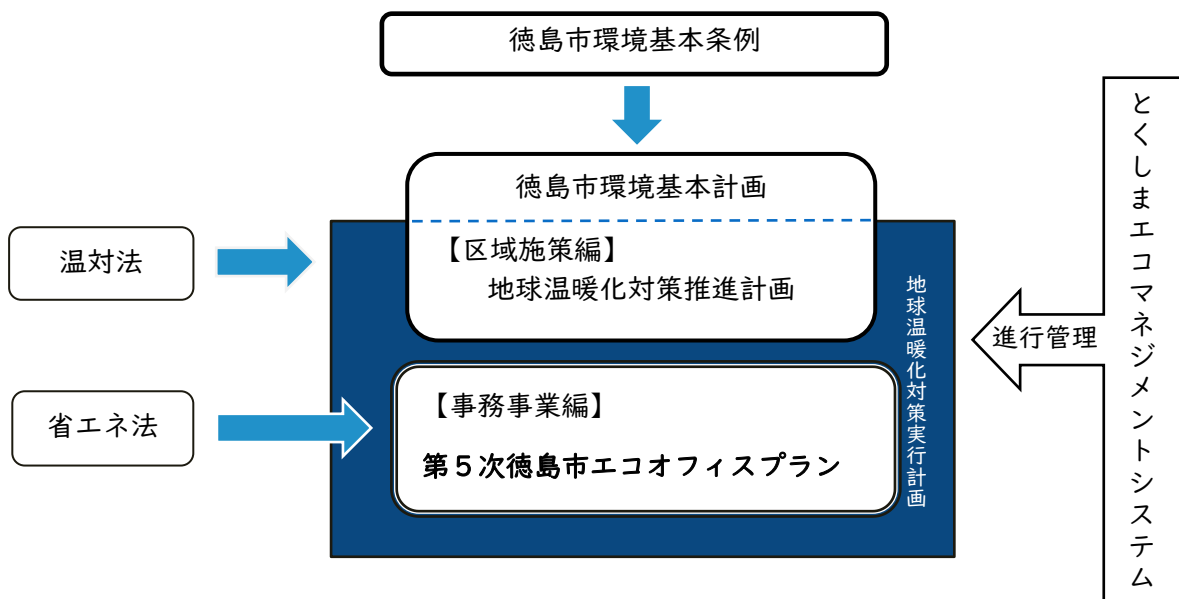 徳島市環境基本条例
徳島市環境基本計画
【区域施策編】
地球温暖化対策推進計画
温対法
省エネ法
【事務事業編】
第５次徳島市エコオフィスプラン
地球温暖化対策実行計画
進行管理
とくしまエコマネジメントシステム